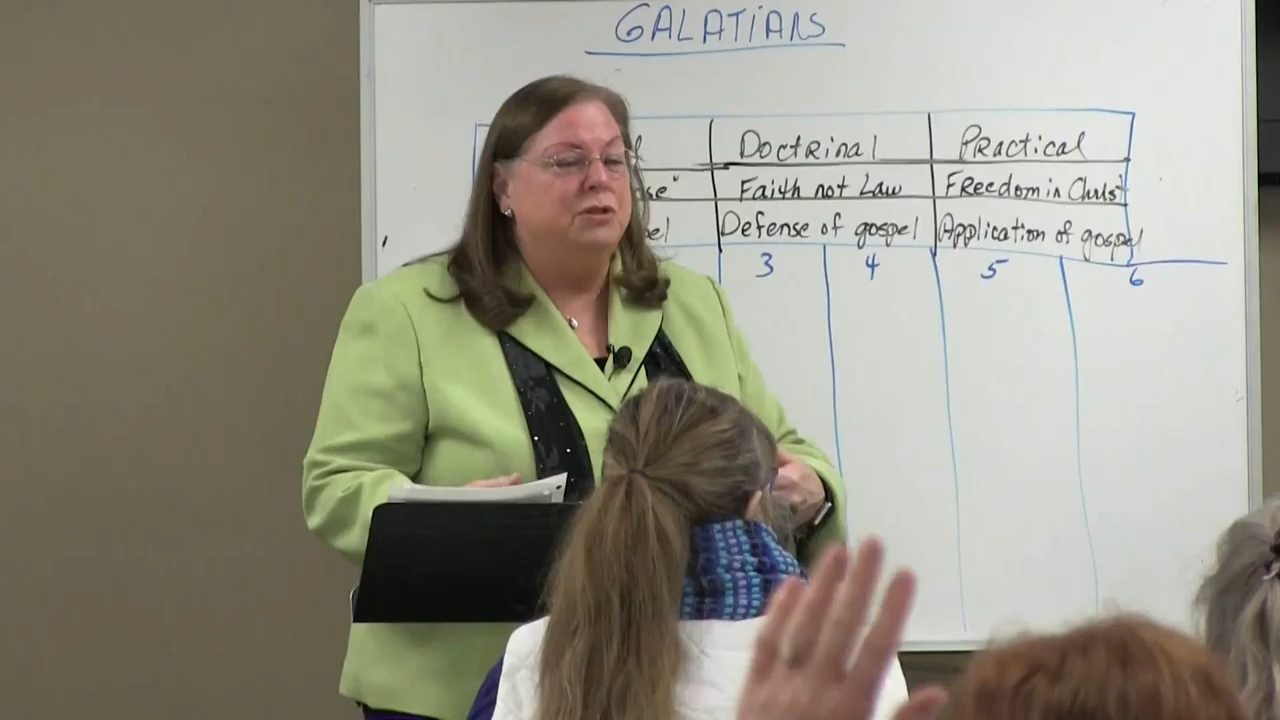 GALATIANS
Doctrinal Practical
Faith not Law Freedom in Christ
Defense of gospel Application of gospel
3 4 5 6